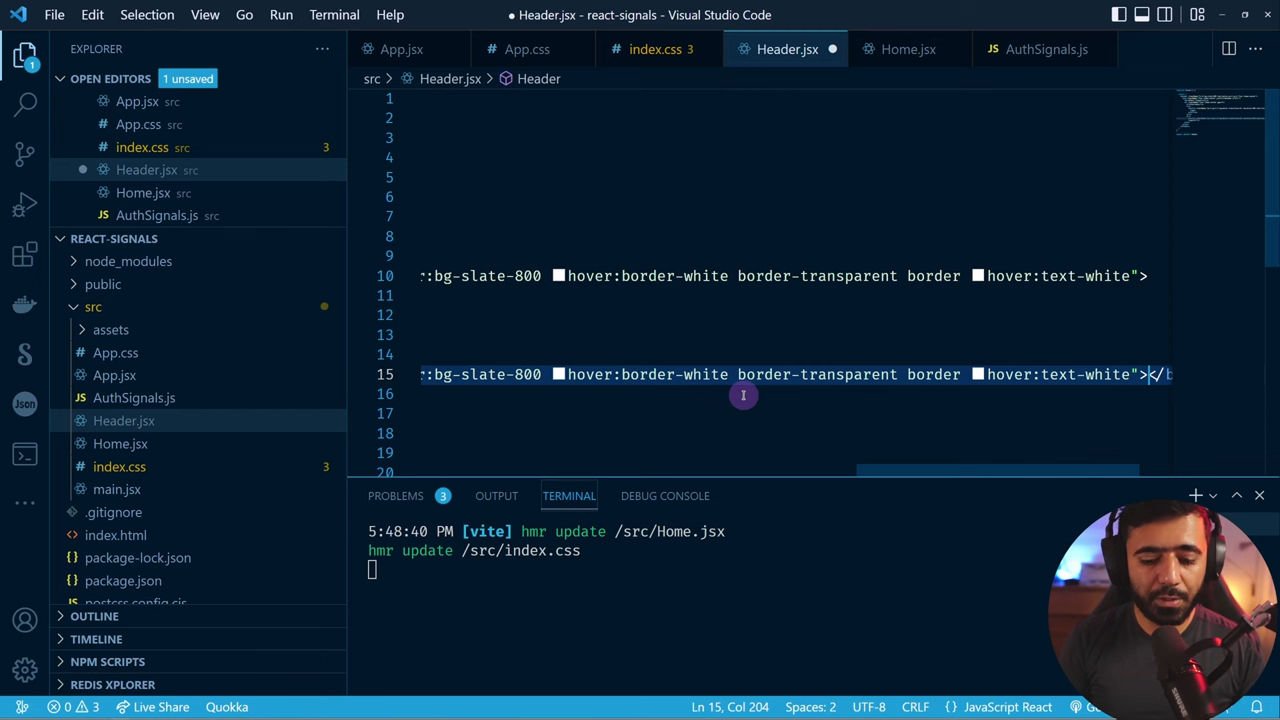 File Edit Selection View Go Run Terminal Help
● Header.jsx - react-signals - Visual Studio Code
EXPLORER
OPEN EDITORS 1 unsaved
App.jsx src
App.css src
index.css src 3
Header.jsx src
Home.jsx src
JS AuthSignals.js src
REACT-SIGNALS
node_modules
public
src
assets
# App.css
App.jsx
JS AuthSignals.js
Header.jsx
Home.jsx
# index.css 3
main.jsx
.gitignore
index.html
{} package-lock.json
{} package.json
OUTLINE
TIMELINE
NPM SCRIPTS
REDIS XPLORER
App.jsx # App.css # index.css 3 Header.jsx ● Home.jsx JS AuthSignals.js
src > Header.jsx > Header
1
2
3
4
5
6
7
8
9
10 r:bg-slate-800 hover:border-white border-transparent border hover:text-white">
11
12
13
14
15 r:bg-slate-800 hover:border-white border-transparent border hover:text-white"></b
16
17
18
19
20
PROBLEMS 3 OUTPUT TERMINAL DEBUG CONSOLE
5:48:40 PM [vite] hmr update /src/Home.jsx
hmr update /src/index.css
0 3 Live Share Quokka Ln 15, Col 204 Spaces: 2 UTF-8 CRLF {} JavaScript React